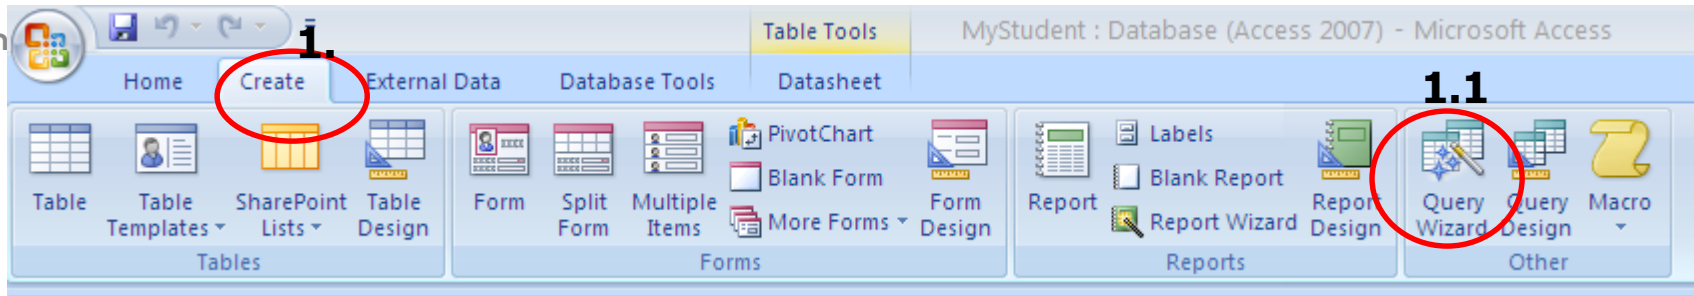 n
1.
Table Tools
MyStudent : Database (Access 2007) - Microsoft Access
Home Create External Data Database Tools Datasheet
1.1
Table
Table Templates
SharePoint Lists
Table Design
Tables
Form
Split Form
Multiple Items
PivotChart
Blank Form
More Forms
Form Design
Forms
Report
Labels
Blank Report
Report Wizard
Report Design
Reports
Query Wizard
Query Design
Macro
Other